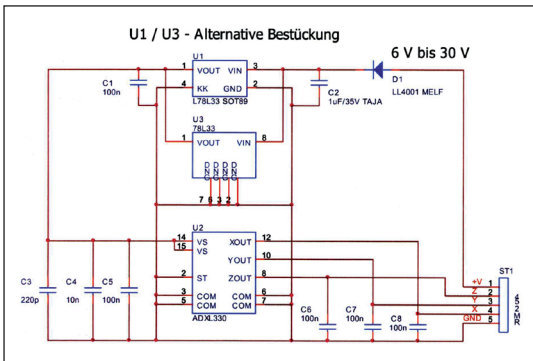 U1 / U3 - Alternative Bestückung
6 V bis 30 V
U1
1 VOUT VIN 3
4 KK GND 2
L78L33 SOT89
C1
100n
C2
1uF/35V TAJA
D1
LL4001 MELF
U3
78L33
1 VOUT VIN 8
GND GND GND GND
7 6 3 2
U2
14 VS XOUT 12
15 VS YOUT 10
ZOUT 8
2 ST
3 COM COM 6
5 COM COM 7
ADXL330
C3
220p
C4
10n
C5
100n
C6
100n
C7
100n
C8
100n
ST1
+V 1
Z 2
Y 3
X 4
GND 5